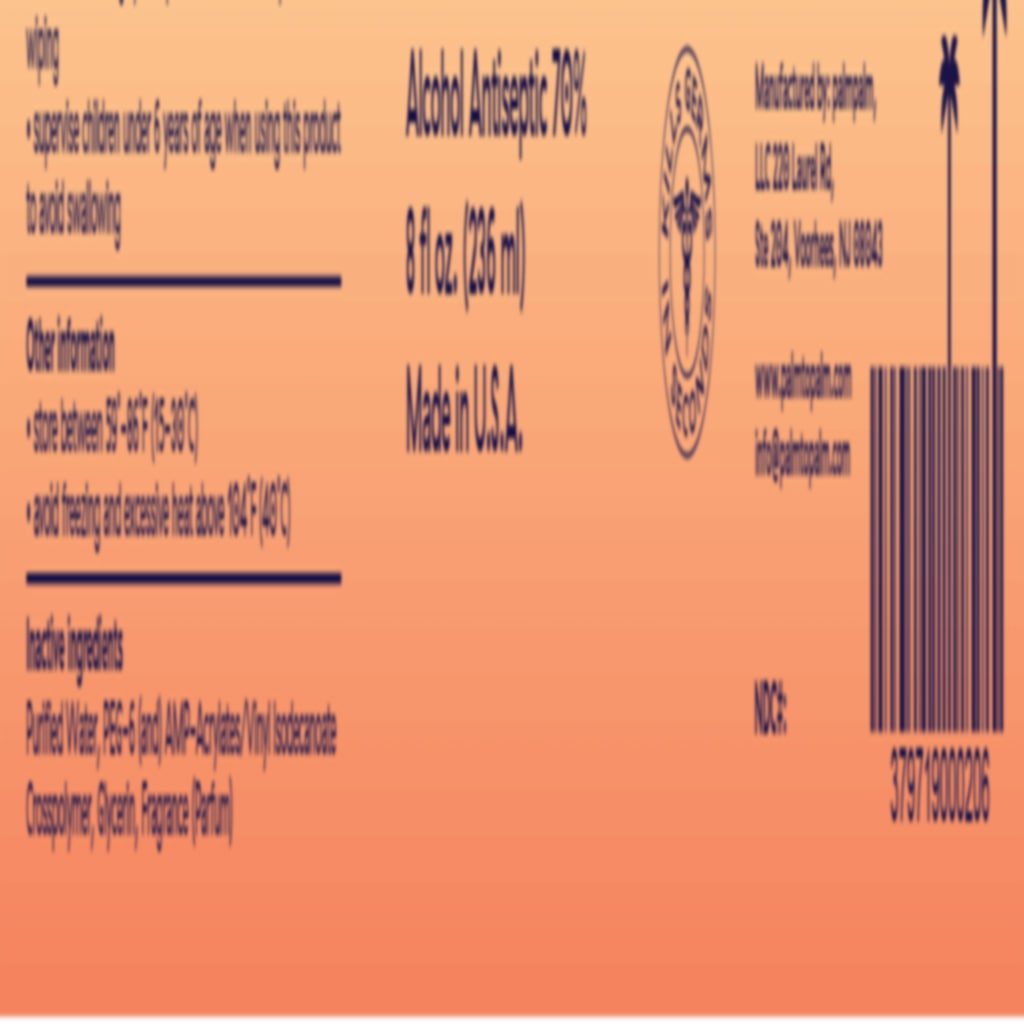 wiping
• supervise children under 6 years of age when using this product
to avoid swallowing
Other information
• store between 59°-86°F (15-30°C)
• avoid freezing and excessive heat above 104°F (40°C)
Inactive ingredients
Purified Water, PEG-6 (and) AMP-Acrylates/Vinyl Isodecanoate
Crosspolymer, Glycerin, Fragrance (Parfum)
Alcohol Antiseptic 70%
8 fl oz. (236 ml)
Made in U.S.A.
Manufactured by: palmpalm,
LLC Laurel Rd,
Ste Voorhees, NJ 08043
www.palmtopalm.com
info@palmtopalm.com
NDC#:
379719000206